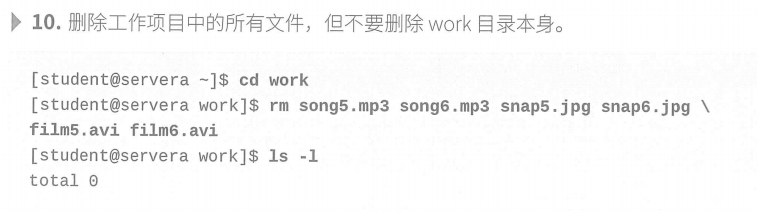 10. 删除工作项目中的所有文件，但不要删除 work 目录本身。
[student@servera ~]$ cd work
[student@servera work]$ rm song5.mp3 song6.mp3 snap5.jpg snap6.jpg \
film5.avi film6.avi
[student@servera work]$ ls -l
total 0